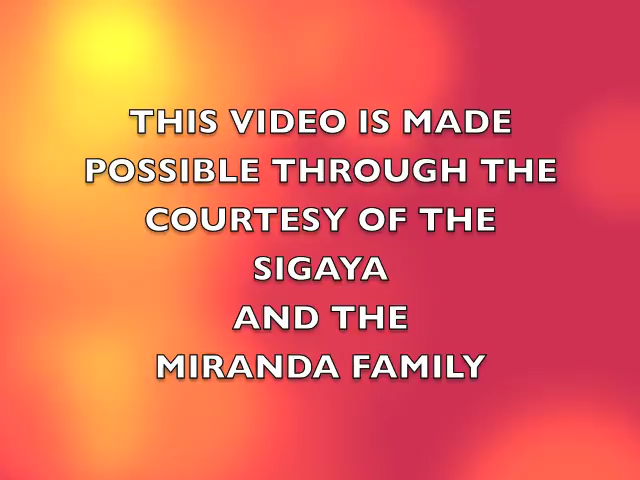 THIS VIDEO IS MADE
POSSIBLE THROUGH THE
COURTESY OF THE
SIGAYA
AND THE
MIRANDA FAMILY